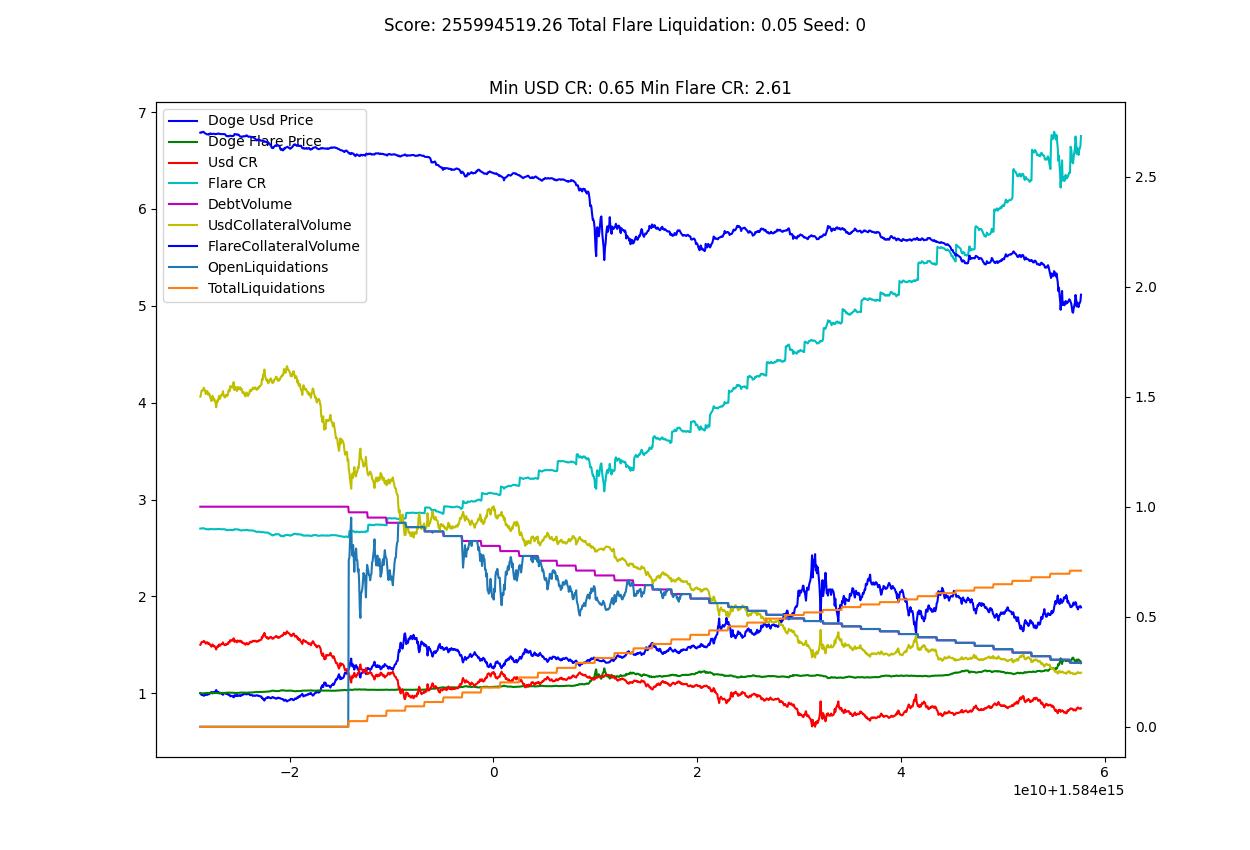 Score: 255994519.26 Total Flare Liquidation: 0.05 Seed: 0
Min USD CR: 0.65 Min Flare CR: 2.61
Doge Usd Price
Doge Flare Price
Usd CR
Flare CR
DebtVolume
UsdCollateralVolume
FlareCollateralVolume
OpenLiquidations
TotalLiquidations
7
6
5
4
3
2
1
2.5
2.0
1.5
1.0
0.5
0.0
−2
0
2
4
6
1e10+1.584e15